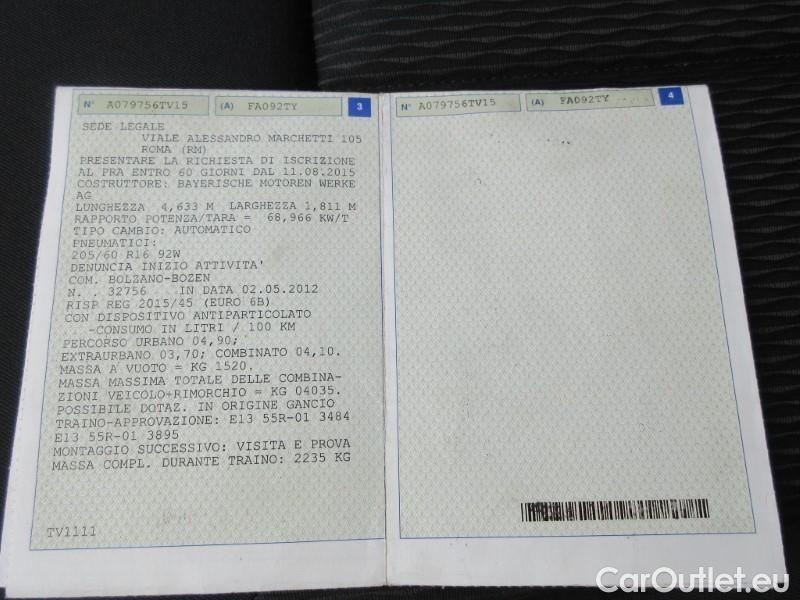 N° A079756TV15 (A) FA092TY 3
SEDE LEGALE
VIALE ALESSANDRO MARCHETTI 105
ROMA (RM)
PRESENTARE LA RICHIESTA DI ISCRIZIONE
AL PRA ENTRO 60 GIORNI DAL 11.08.2015
COSTRUTTORE: BAYERISCHE MOTOREN WERKE
AG
LUNGHEZZA 4,633 M LARGHEZZA 1,811 M
RAPPORTO POTENZA/TARA = 68,966 KW/T
TIPO CAMBIO: AUTOMATICO
PNEUMATICI:
205/60 R16 92W
DENUNCIA INIZIO ATTIVITA'
COM. BOLZANO-BOZEN
N. . 32756 ... IN DATA 02.05.2012
RISP REG 2015/45 (EURO 6B)
CON DISPOSITIVO ANTIPARTICOLATO
...-CONSUMO IN LITRI / 100 KM
PERCORSO URBANO 04,90;
EXTRAURBANO 03,70; COMBINATO 04,10.
MASSA A VUOTO = KG 1520.
MASSA MASSIMA TOTALE DELLE COMBINA-
ZIONI VEICOLO+RIMORCHIO = KG 04035.
POSSIBILE DOTAZ. IN ORIGINE GANCIO
TRAINO-APPROVAZIONE: E13 55R-01 3484
E13 55R-01 3895
MONTAGGIO SUCCESSIVO: VISITA E PROVA
MASSA COMPL. DURANTE TRAINO: 2235 KG
TV1111
N° A079756TV15 (A) FA092TY 4
CarOutlet.eu